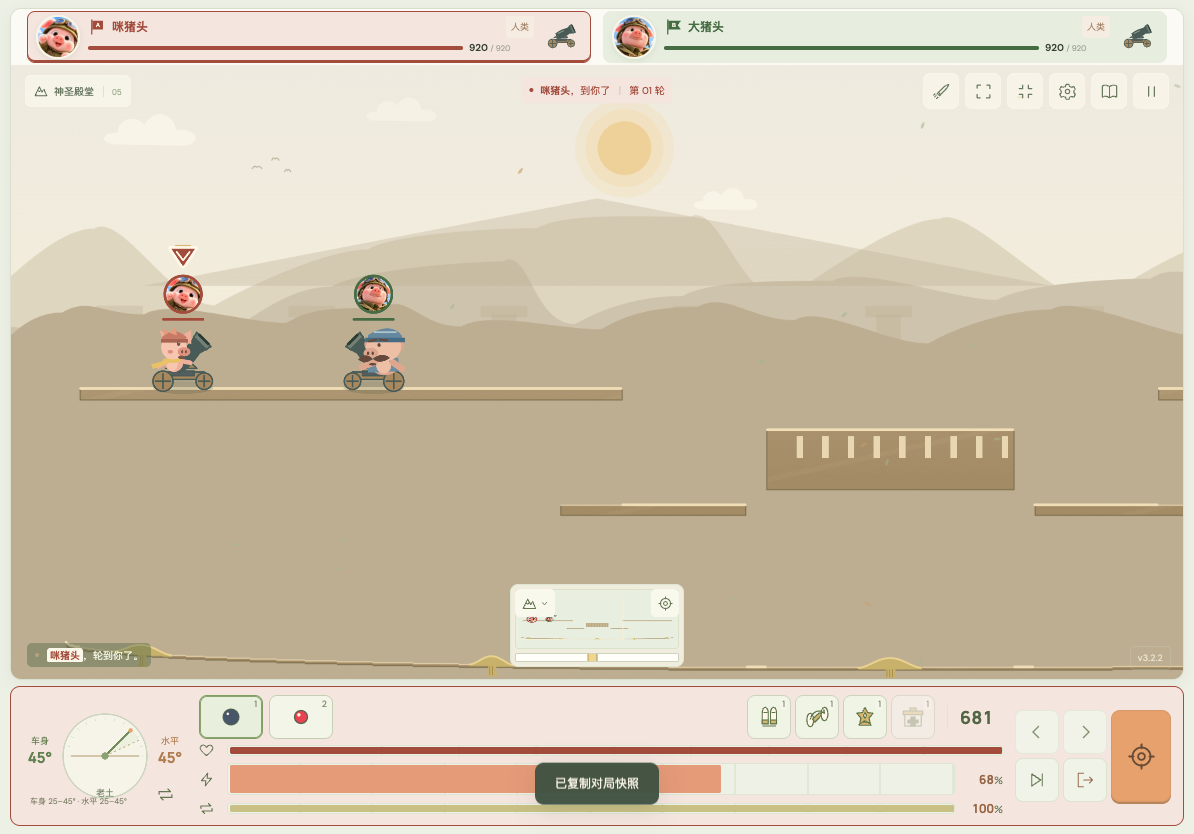 咪猪头
人类
920 / 920
大猪头
人类
920 / 920
神圣殿堂 05
咪猪头，到你了 第 01 轮
咪猪头，轮到你了。
v3.2.2
车身
45°
水平
45°
老土
车身 25–45° · 水平 25–45°
1
2
1
1
1
1
681
68%
100%
已复制对局快照